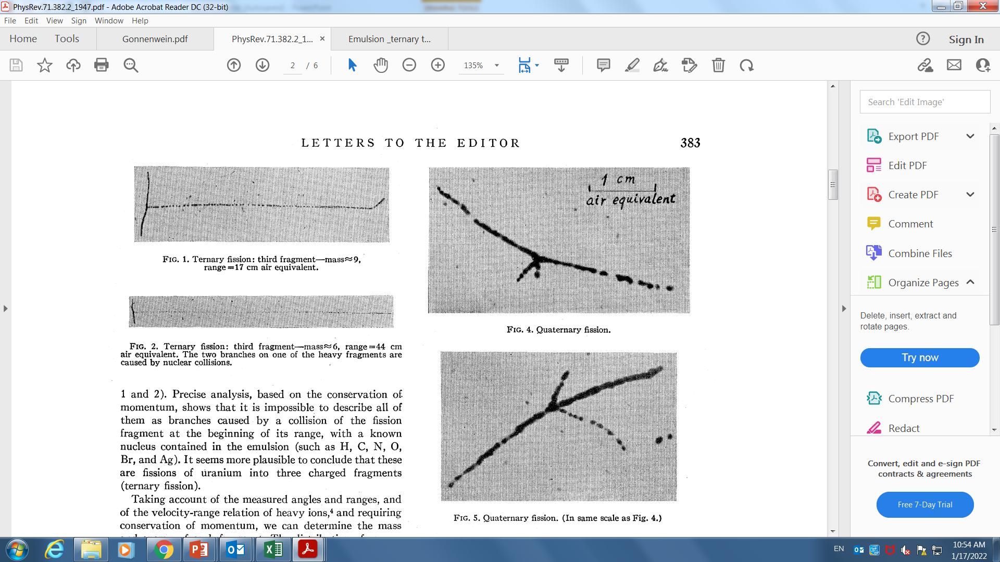 PhysRev.71.382.2_1947.pdf - Adobe Acrobat Reader DC (32-bit)
File Edit View Sign Window Help
Home Tools Gonnenwein.pdf PhysRev.71.382.2_1... × Emulsion _ternary t... Sign In
2 / 6 135%
LETTERS TO THE EDITOR 383
FIG. 1. Ternary fission: third fragment—mass≈9,
range=17 cm air equivalent.
FIG. 2. Ternary fission: third fragment—mass≈6, range=44 cm
air equivalent. The two branches on one of the heavy fragments are
caused by nuclear collisions.
1 and 2). Precise analysis, based on the conservation of
momentum, shows that it is impossible to describe all of
them as branches caused by a collision of the fission
fragment at the beginning of its range, with a known
nucleus contained in the emulsion (such as H, C, N, O,
Br, and Ag). It seems more plausible to conclude that these
are fissions of uranium into three charged fragments
(ternary fission).
Taking account of the measured angles and ranges, and
of the velocity-range relation of heavy ions,⁴ and requiring
conservation of momentum, we can determine the mass
1 cm
air equivalent
FIG. 4. Quaternary fission.
FIG. 5. Quaternary fission. (In same scale as Fig. 4.)
Search 'Edit Image'
Export PDF
Edit PDF
Create PDF
Comment
Combine Files
Organize Pages
Delete, insert, extract and
rotate pages.
Try now
Compress PDF
Redact
Convert, edit and e-sign PDF
contracts & agreements
Free 7-Day Trial
EN
10:54 AM
1/17/2022